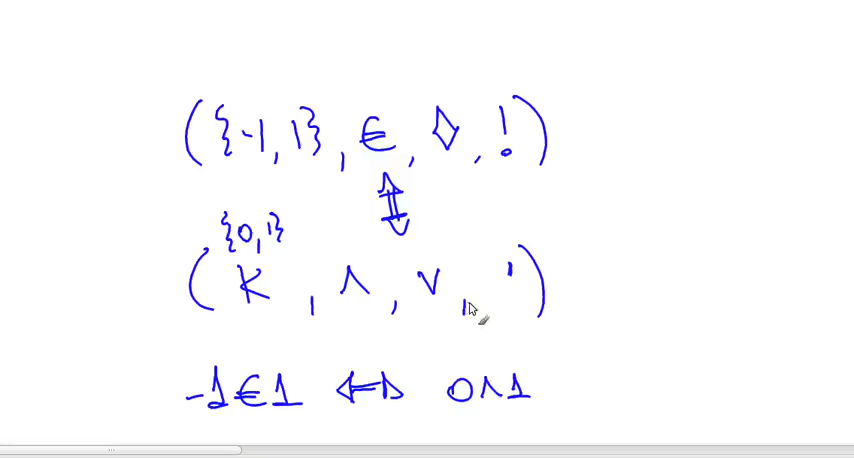 ({-1, 1}, €, ◊, !)
⇕
{0, 1}
(K, ∧, ∨, ')
-1€1 ⇔ 0∧1